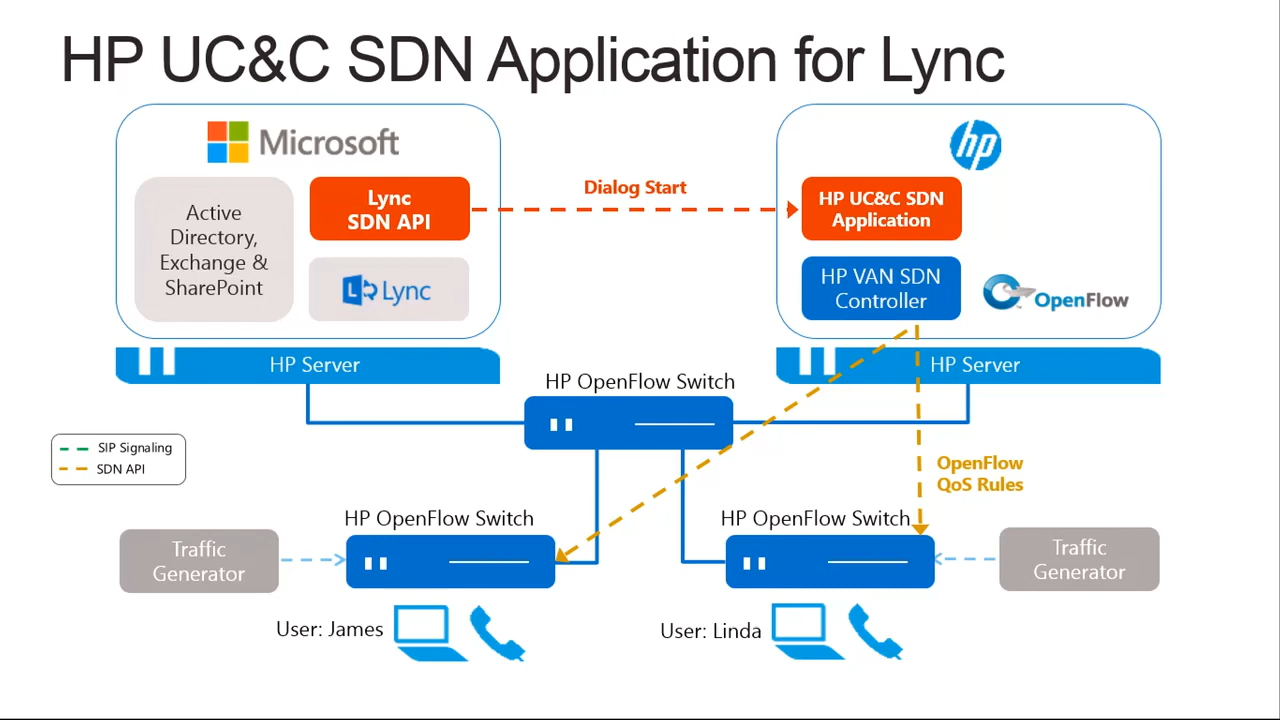 HP UC&C SDN Application for Lync
Microsoft
Active
Directory,
Exchange &
SharePoint
Lync
SDN API
Lync
Dialog Start
hp
HP UC&C SDN
Application
HP VAN SDN
Controller
OpenFlow
HP Server
HP Server
HP OpenFlow Switch
SIP Signaling
SDN API
OpenFlow
QoS Rules
HP OpenFlow Switch
HP OpenFlow Switch
Traffic
Generator
Traffic
Generator
User: James
User: Linda